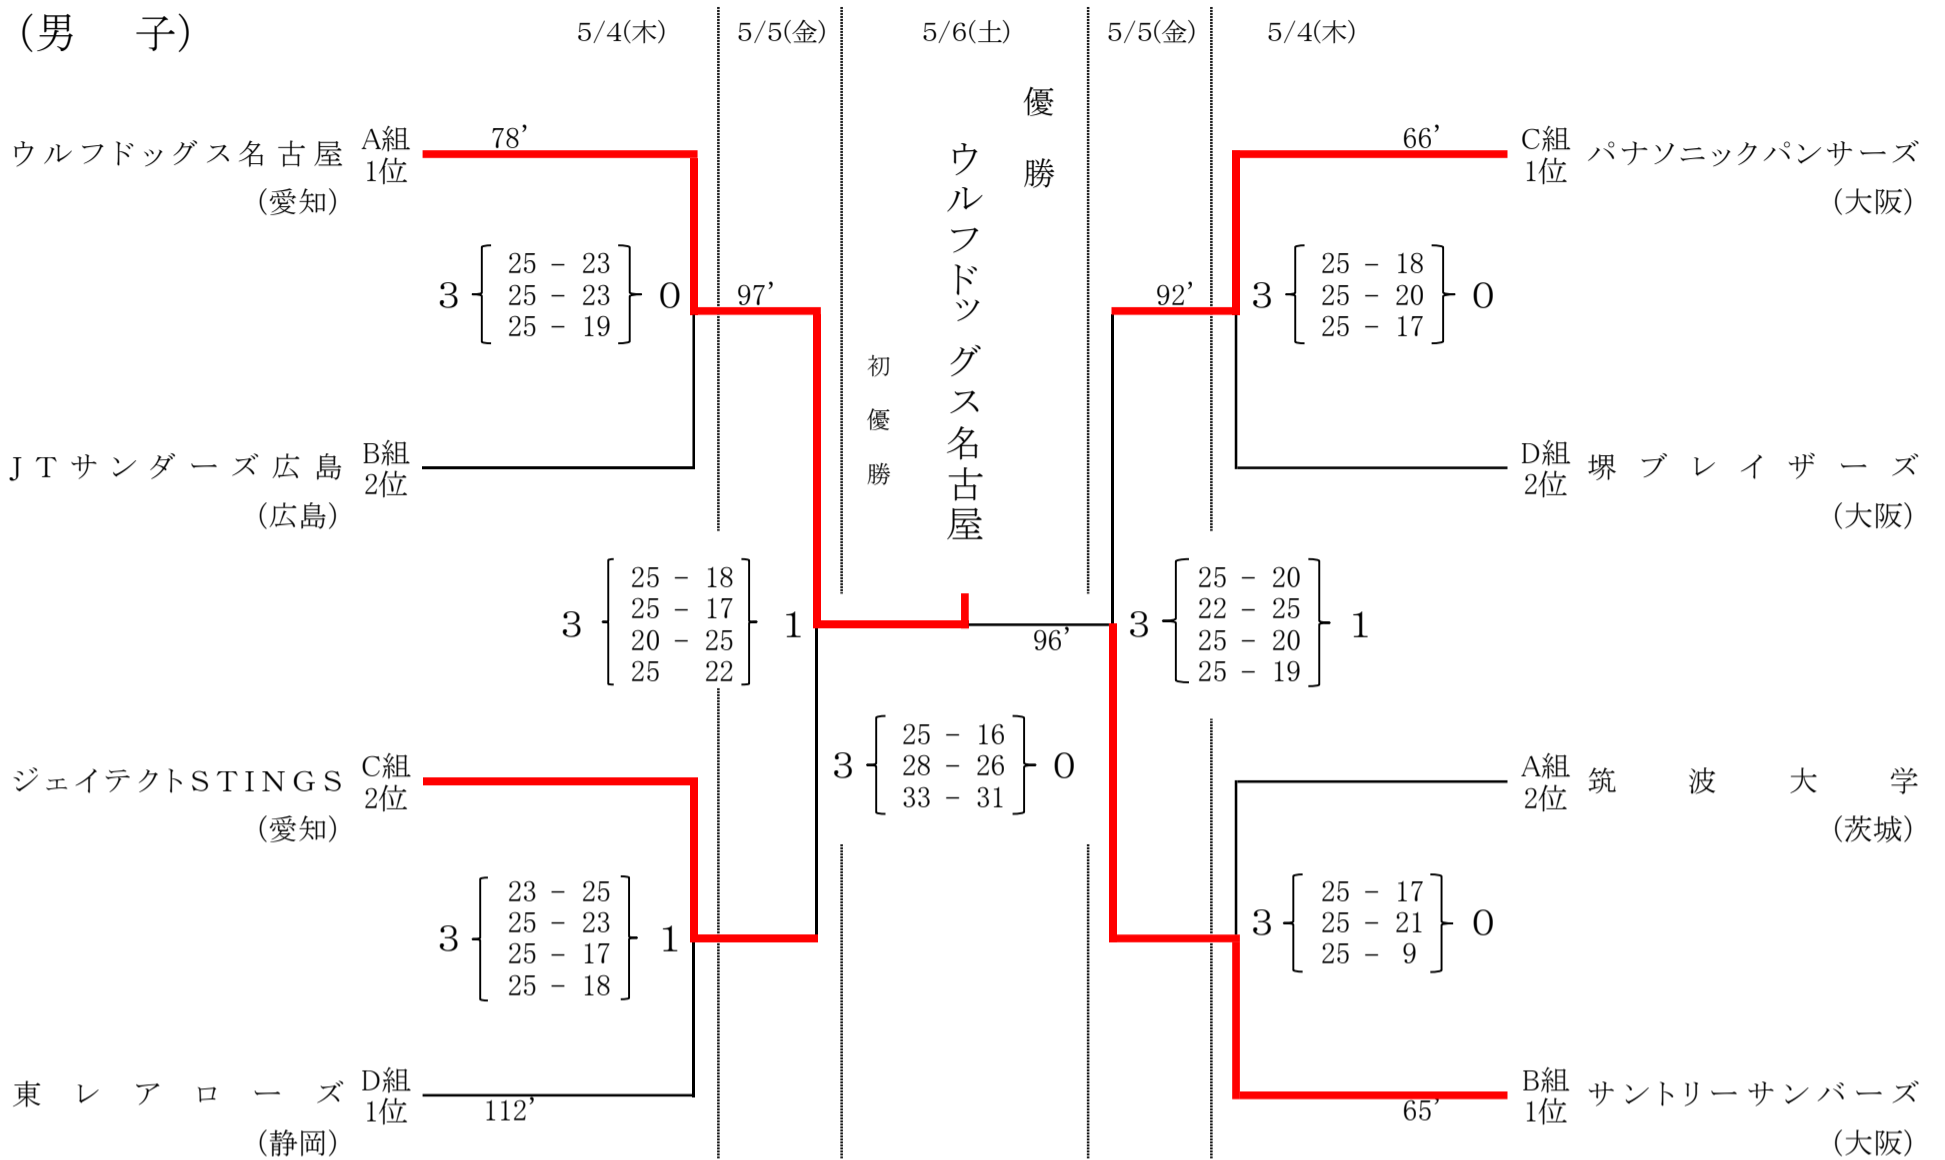 (男 子)
5/4(木) 5/5(金) 5/6(土) 5/5(金) 5/4(木)
優勝
ウルフドッグス名古屋
初優勝
ウルフドッグス名古屋
A組
1位
(愛知)
78’
3 0
25 - 23
25 - 23
25 - 19
97’
JTサンダーズ広島
B組
2位
(広島)
3 1
25 - 18
25 - 17
20 - 25
25 22
ジェイテクトSTINGS
C組
2位
(愛知)
3 1
23 - 25
25 - 23
25 - 17
25 - 18
東レアローズ
D組
1位
(静岡)
112’
96’
3 0
25 - 16
28 - 26
33 - 31
66’
C組
1位
パナソニックパンサーズ
(大阪)
92’
3 0
25 - 18
25 - 20
25 - 17
D組
2位
堺ブレイザーズ
(大阪)
3 1
25 - 20
22 - 25
25 - 20
25 - 19
A組
2位
筑波大学
(茨城)
3 0
25 - 17
25 - 21
25 - 9
65’
B組
1位
サントリーサンバーズ
(大阪)